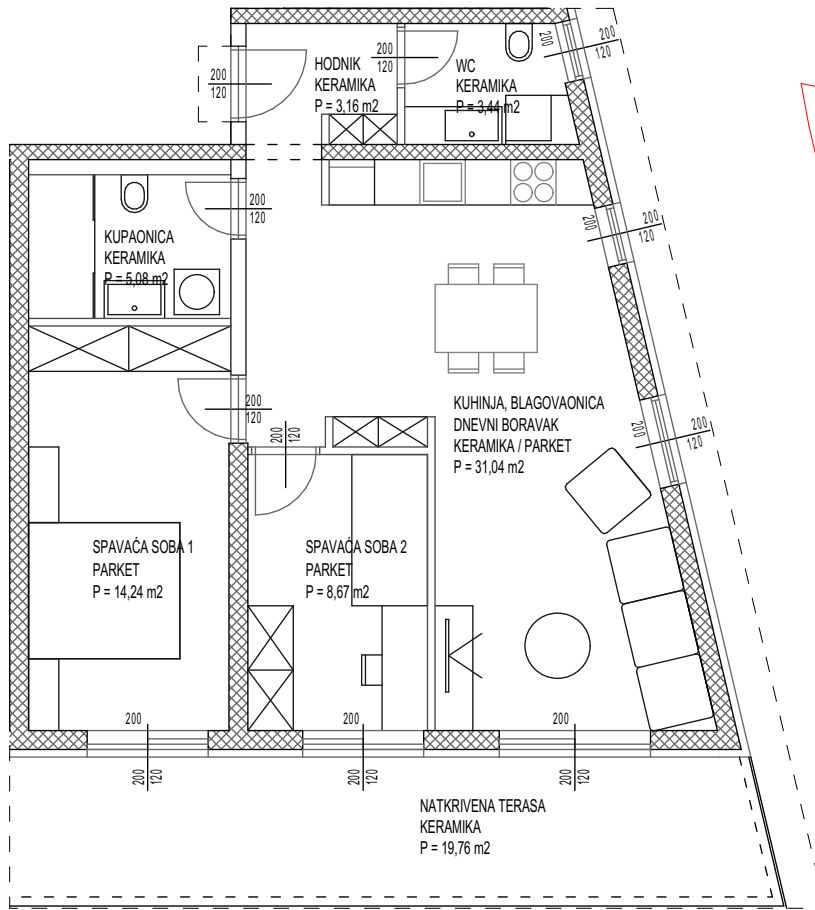 HODNIK
KERAMIKA
P = 3,16 m2
WC
KERAMIKA
P = 3,44 m2
200
120
200
120
200
200
120
KUPAONICA
KERAMIKA
P = 5,08 m2
200
120
200
200
120
200
120
200
120
200
200
120
KUHINJA, BLAGOVAONICA
DNEVNI BORAVAK
KERAMIKA / PARKET
P = 31,04 m2
SPAVAĆA SOBA 1
PARKET
P = 14,24 m2
SPAVAĆA SOBA 2
PARKET
P = 8,67 m2
200
200
120
200
200
120
200
200
120
NATKRIVENA TERASA
KERAMIKA
P = 19,76 m2